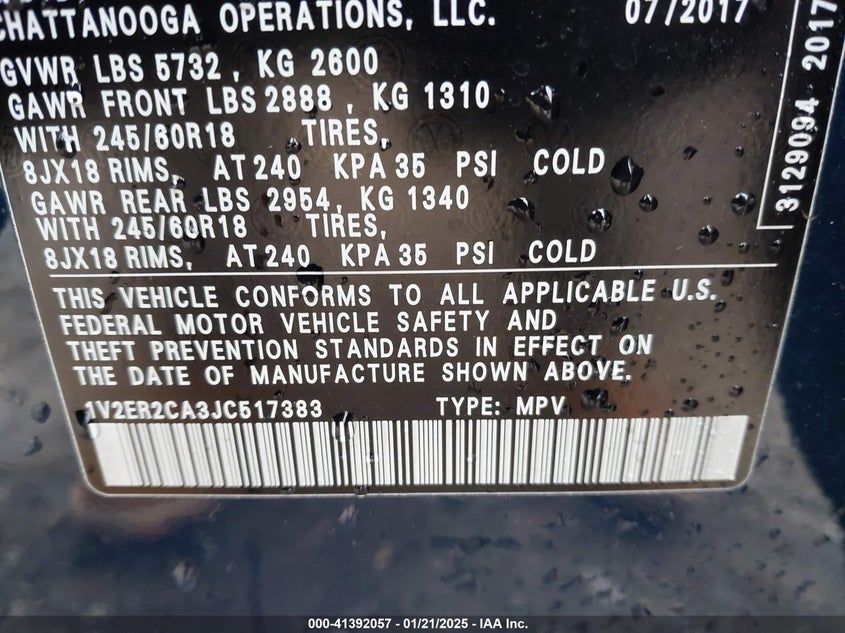 CHATTANOOGA OPERATIONS, LLC. 07/2017
GVWR LBS 5732 , KG 2600
GAWR FRONT LBS 2888 , KG 1310
WITH 245/60R18 TIRES,
8JX18 RIMS, AT 240 KPA 35 PSI COLD
GAWR REAR LBS 2954, KG 1340
WITH 245/60R18 TIRES,
8JX18 RIMS, AT 240 KPA 35 PSI COLD
THIS VEHICLE CONFORMS TO ALL APPLICABLE U.S.
FEDERAL MOTOR VEHICLE SAFETY AND
THEFT PREVENTION STANDARDS IN EFFECT ON
THE DATE OF MANUFACTURE SHOWN ABOVE.
1V2ER2CA3JC517383 TYPE: MPV
3129094 2017
000-41392057 - 01/21/2025 - IAA Inc.